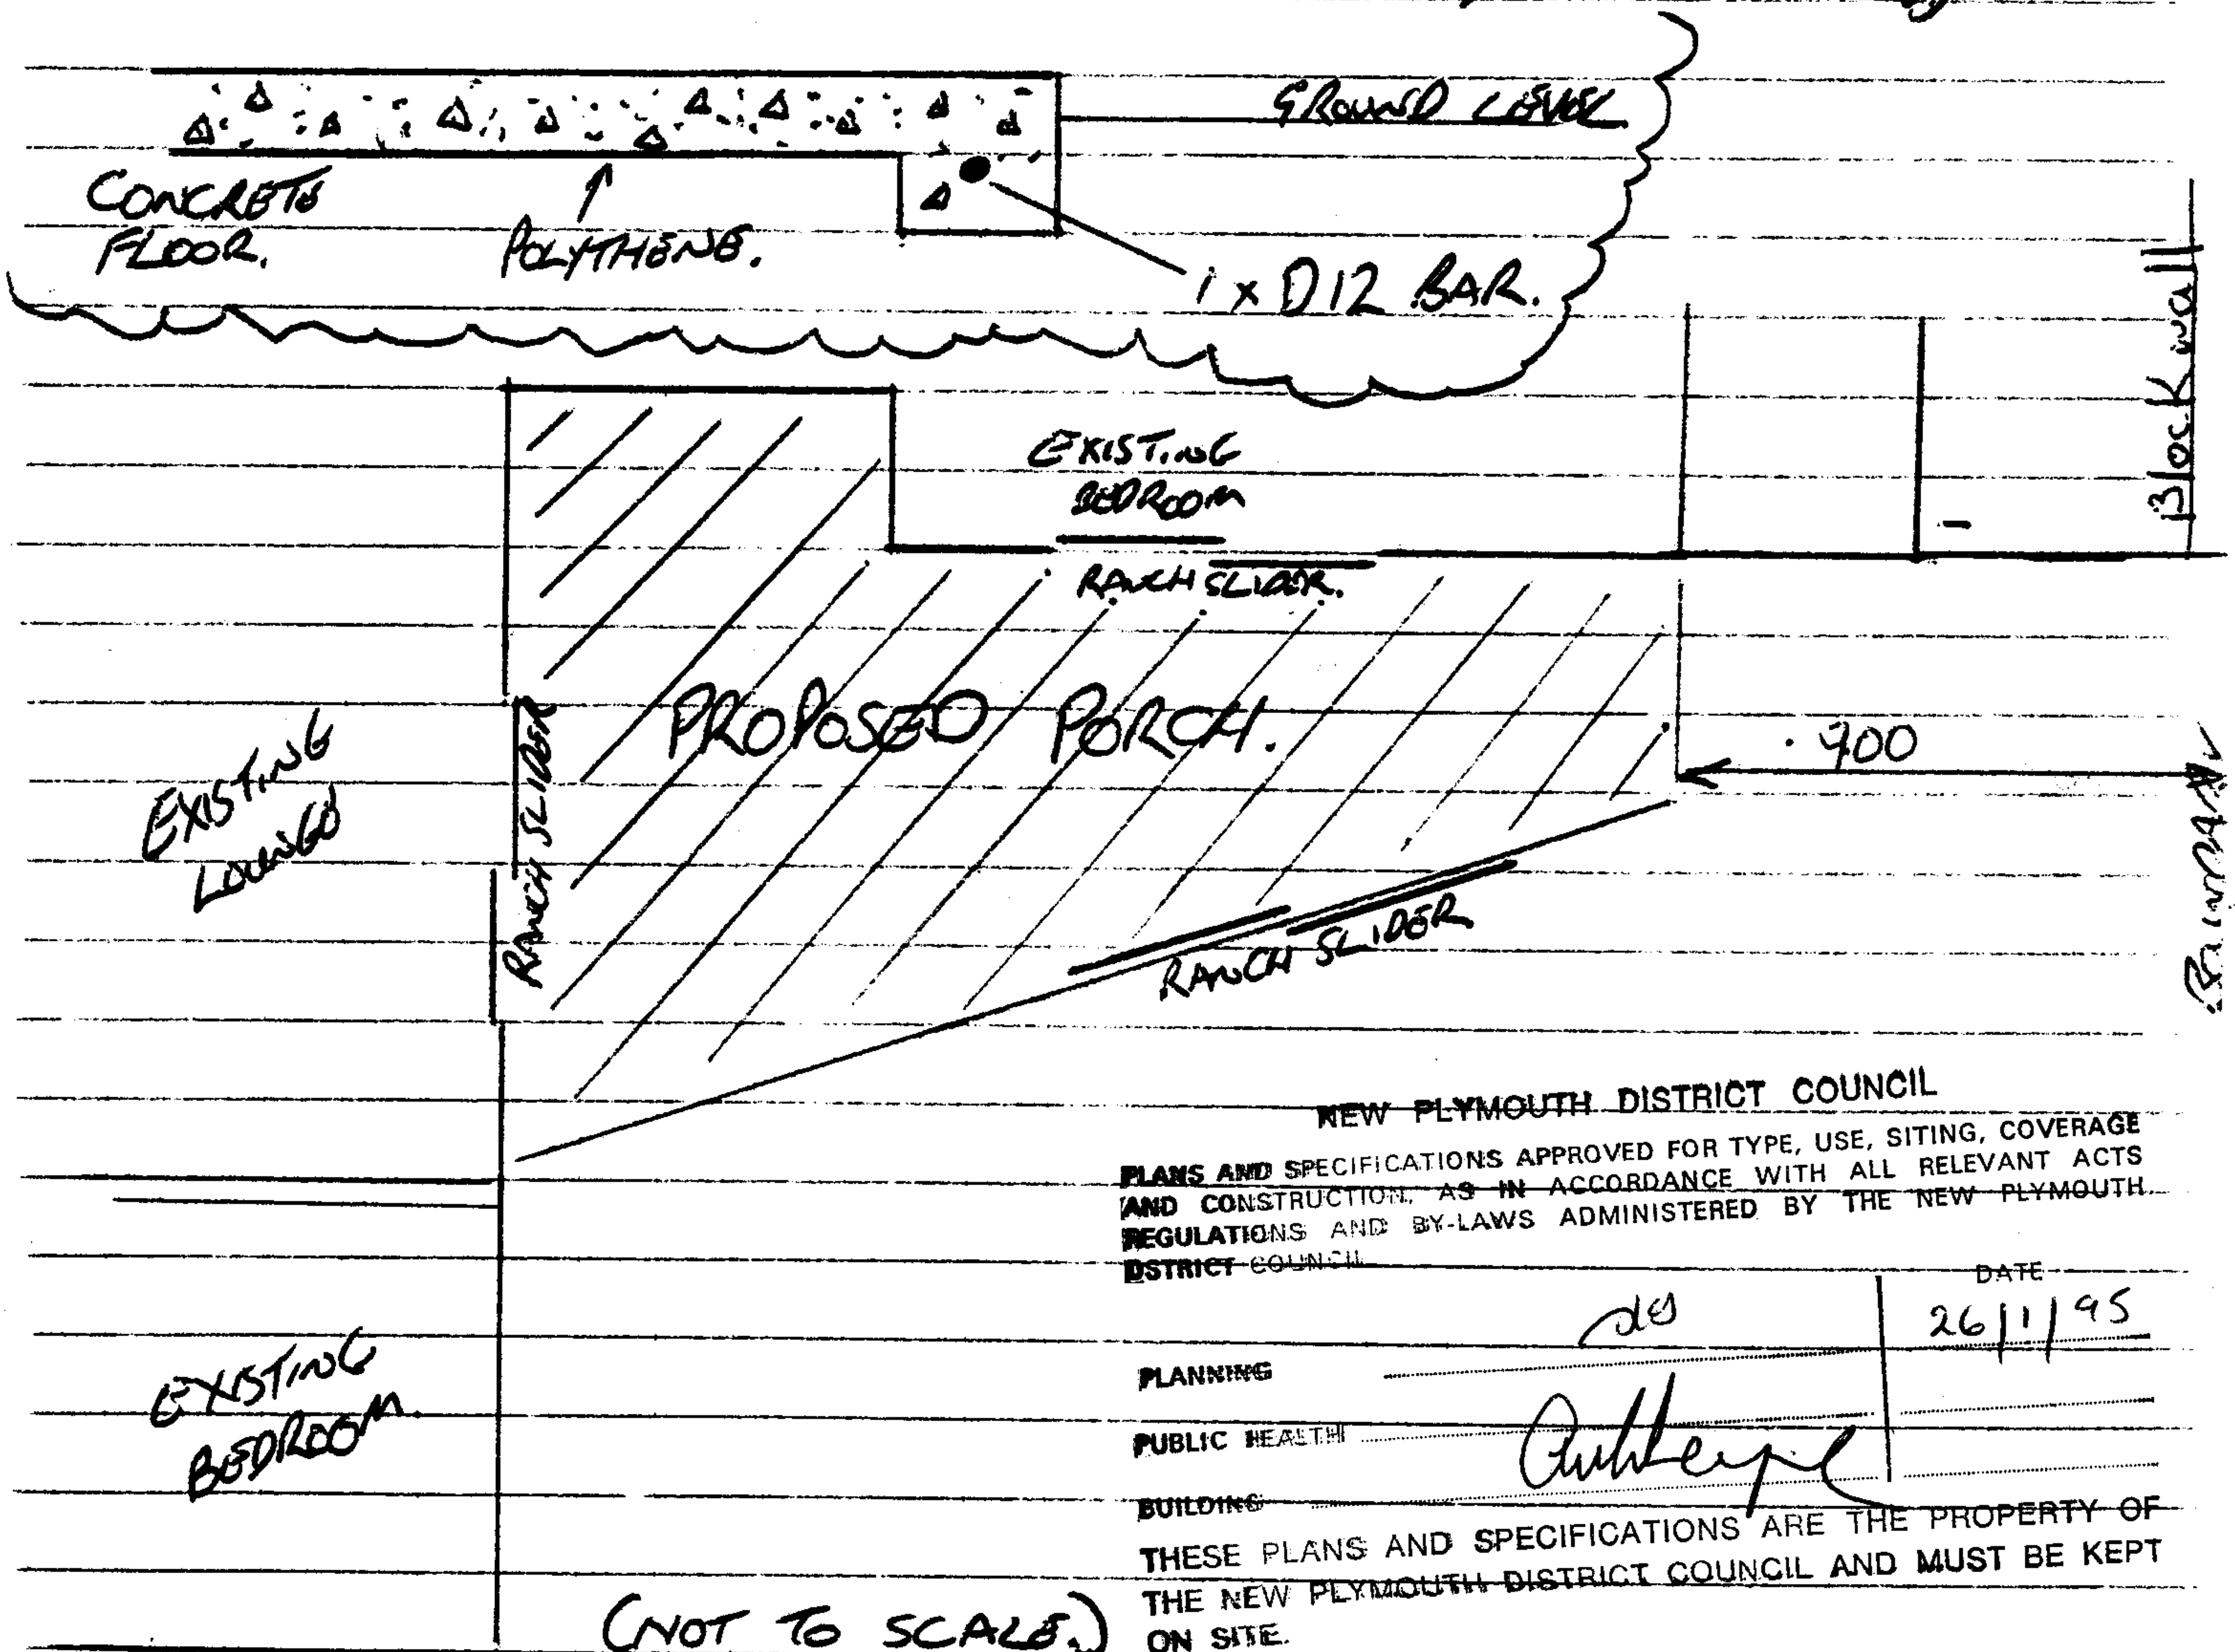 GROUND LEVEL
CONCRETE
FLOOR.
POLYTHENE.
1 x D12 BAR.
Block wall
EXISTING
BEDROOM
RANCH SLIDER.
PROPOSED PORCH.
RANCH SLIDER
EXISTING
LOUNGE
900
BOUNDARY
RANCH SLIDER
NEW PLYMOUTH DISTRICT COUNCIL
PLANS AND SPECIFICATIONS APPROVED FOR TYPE, USE, SITING, COVERAGE
AND CONSTRUCTION, AS IN ACCORDANCE WITH ALL RELEVANT ACTS
REGULATIONS AND BY-LAWS ADMINISTERED BY THE NEW PLYMOUTH
DSTRICT COUNCIL
DATE
26/1/95
PLANNING
PUBLIC HEALTH
BUILDING
EXISTING
BEDROOM.
THESE PLANS AND SPECIFICATIONS ARE THE PROPERTY OF
THE NEW PLYMOUTH DISTRICT COUNCIL AND MUST BE KEPT
ON SITE.
(NOT TO SCALE.)